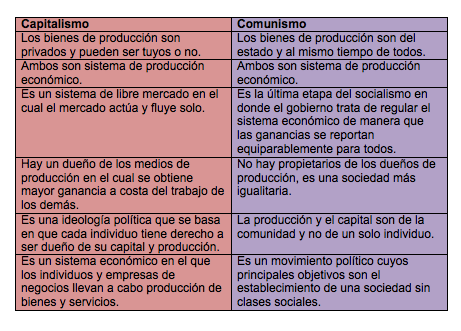 Capitalismo
Comunismo
Los bienes de producción son
privados y pueden ser tuyos o no.
Los bienes de producción son del
estado y al mismo tiempo de todos.
Ambos son sistema de producción
económico.
Ambos son sistema de producción
económico.
Es un sistema de libre mercado en el
cual el mercado actúa y fluye solo.
Es la última etapa del socialismo en
donde el gobierno trata de regular el
sistema económico de manera que
las ganancias se reportan
equiparablemente para todos.
Hay un dueño de los medios de
producción en el cual se obtiene
mayor ganancia a costa del trabajo de
los demás.
No hay propietarios de los dueños de
producción, es una sociedad más
igualitaria.
Es una ideología política que se basa
en que cada individuo tiene derecho a
ser dueño de su capital y producción.
La producción y el capital son de la
comunidad y no de un solo individuo.
Es un sistema económico en el que
los individuos y empresas de
negocios llevan a cabo producción de
bienes y servicios.
Es un movimiento político cuyos
principales objetivos son el
establecimiento de una sociedad sin
clases sociales.